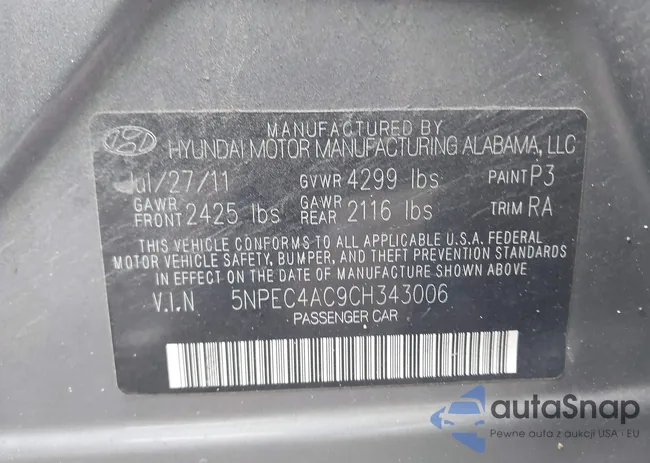 MANUFACTURED BY
HYUNDAI MOTOR MANUFACTURING ALABAMA, LLC
Jul/27/11 GVWR 4299 lbs PAINT P3
GAWR FRONT 2425 lbs GAWR REAR 2116 lbs TRIM RA
THIS VEHICLE CONFORMS TO ALL APPLICABLE U.S.A. FEDERAL
MOTOR VEHICLE SAFETY, BUMPER, AND THEFT PREVENTION STANDARDS
IN EFFECT ON THE DATE OF MANUFACTURE SHOWN ABOVE.
V.I.N 5NPEC4AC9CH343006
PASSENGER CAR
autoSnap
Pewne auta z aukcji USA - EU